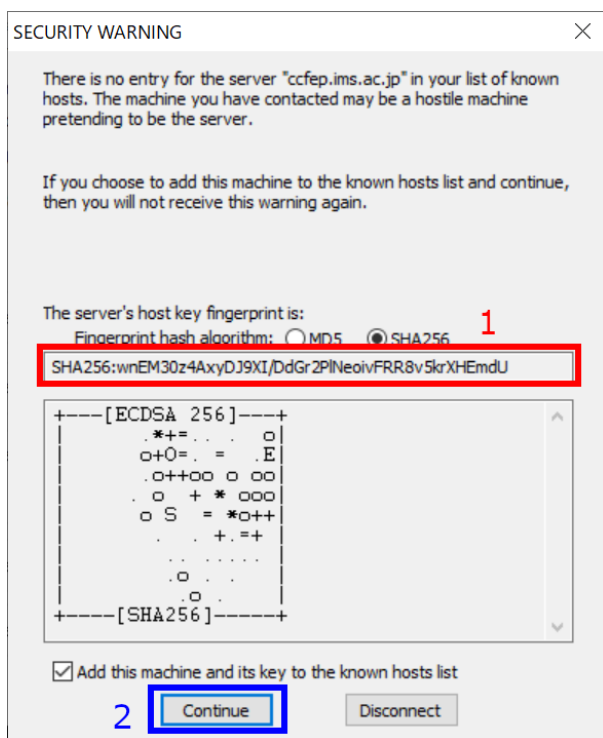 SECURITY WARNING
There is no entry for the server "ccfep.ims.ac.jp" in your list of known
hosts. The machine you have contacted may be a hostile machine
pretending to be the server.
If you choose to add this machine to the known hosts list and continue,
then you will not receive this warning again.
The server's host key fingerprint is:
1
Fingerprint hash algorithm: MD5 SHA256
SHA256:wnEM30z4AxyDJ9XI/DdGr2PlNeoivFRR8v5krXHEmdU
+---[ECDSA 256]---+
|       .*+=.. .  o|
|      o+O=. =  .E|
|      .o++oo o oo|
|     . o  + * ooo|
|      o S  = *o++|
|       .  . +.=+ |
|        .. ..... |
|        .o . .   |
|         .o .    |
+----[SHA256]-----+
Add this machine and its key to the known hosts list
2 Continue Disconnect